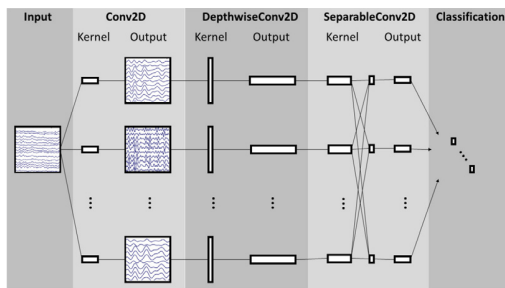 Input Conv2D DepthwiseConv2D SeparableConv2D Classification
Kernel Output Kernel Output Kernel Output